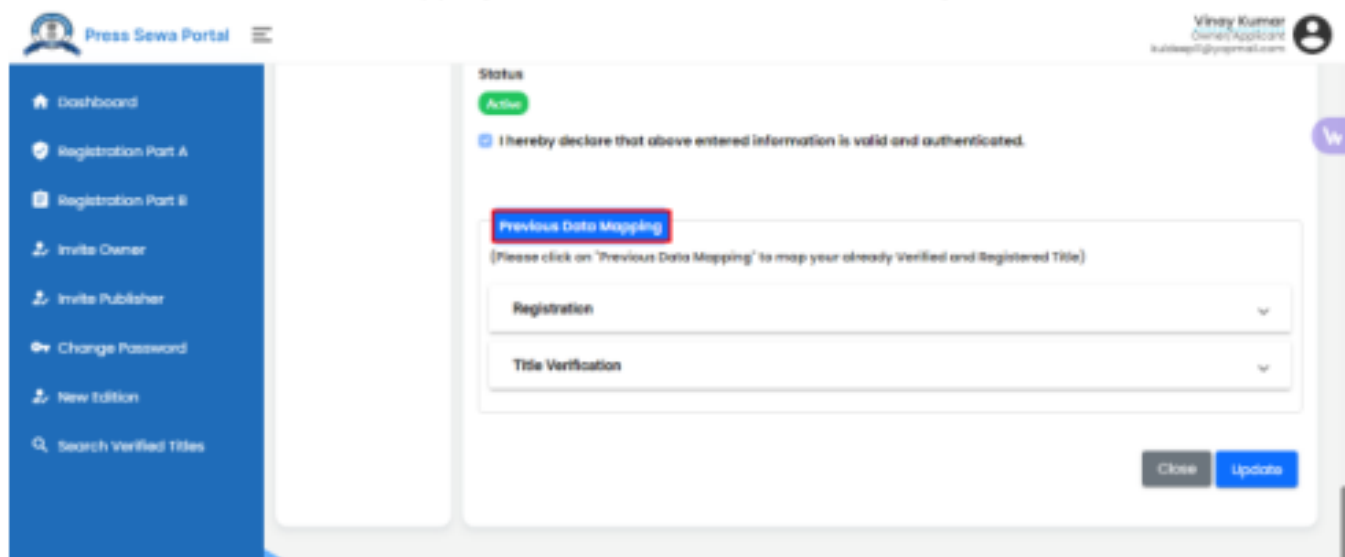 Press Sewa Portal
Vinay Kumar
Owner/Applicant
Dashboard
Registration Part A
Registration Part B
Invite Owner
Invite Publisher
Change Password
New Edition
Search Verified Titles
Status
Active
I hereby declare that above entered information is valid and authenticated.
Previous Data Mapping
(Please click on "Previous Data Mapping" to map your already Verified and Registered Title)
Registration
Title Verification
Close
Update